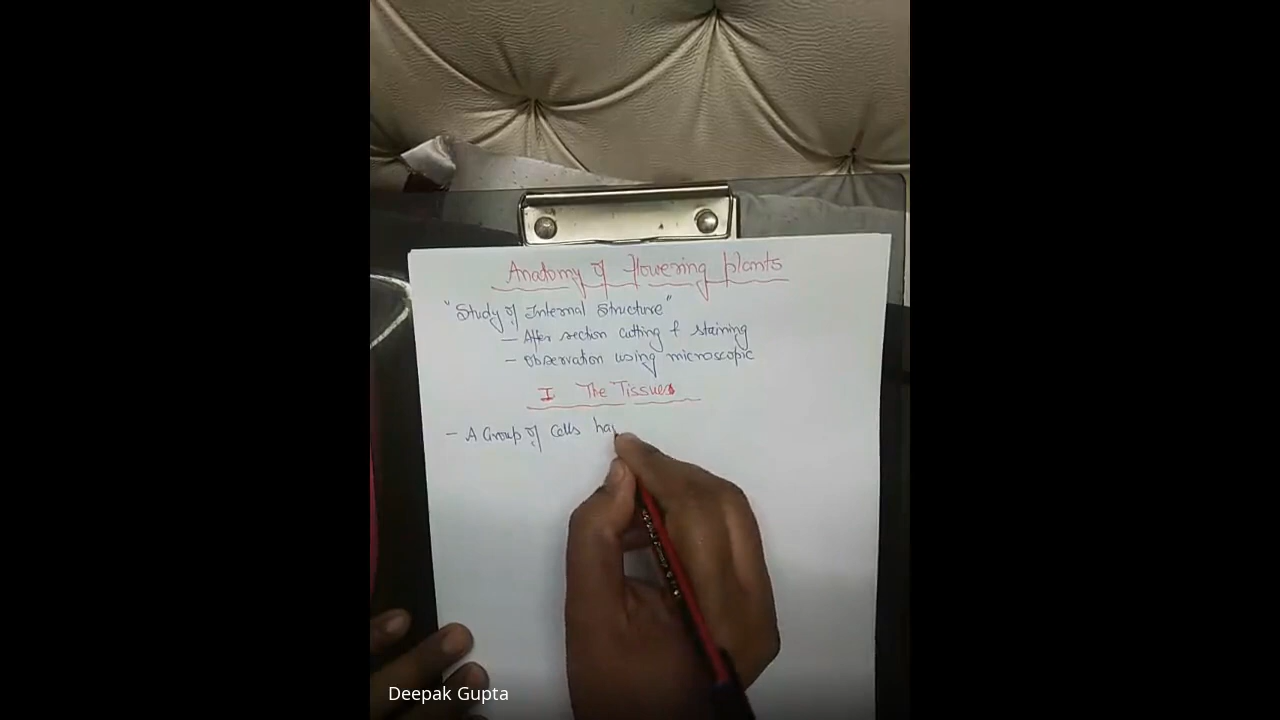 Anatomy of flowering plants
"Study of Internal Structure"
- After section cutting & staining
- Observation using microscopic
I The Tissues
- A Group of Cells hav
Deepak Gupta